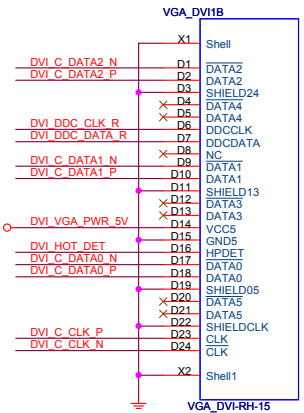 VGA_DVI1B
X1 Shell
DVI_C_DATA2_N D1 DATA2
DVI_C_DATA2_P D2 DATA2
D3 SHIELD24
D4 DATA4
D5 DATA4
DVI_DDC_CLK_R D6 DDCCLK
DVI_DDC_DATA_R D7 DDCDATA
D8 NC
DVI_C_DATA1_N D9 DATA1
DVI_C_DATA1_P D10 DATA1
D11 SHIELD13
D12 DATA3
D13 DATA3
DVI_VGA_PWR_5V D14 VCC5
D15 GND5
DVI_HOT_DET D16 HPDET
DVI_C_DATA0_N D17 DATA0
DVI_C_DATA0_P D18 DATA0
D19 SHIELD05
D20 DATA5
D21 DATA5
D22 SHIELDCLK
DVI_C_CLK_P D23 CLK
DVI_C_CLK_N D24 CLK
X2 Shell1
VGA_DVI-RH-15